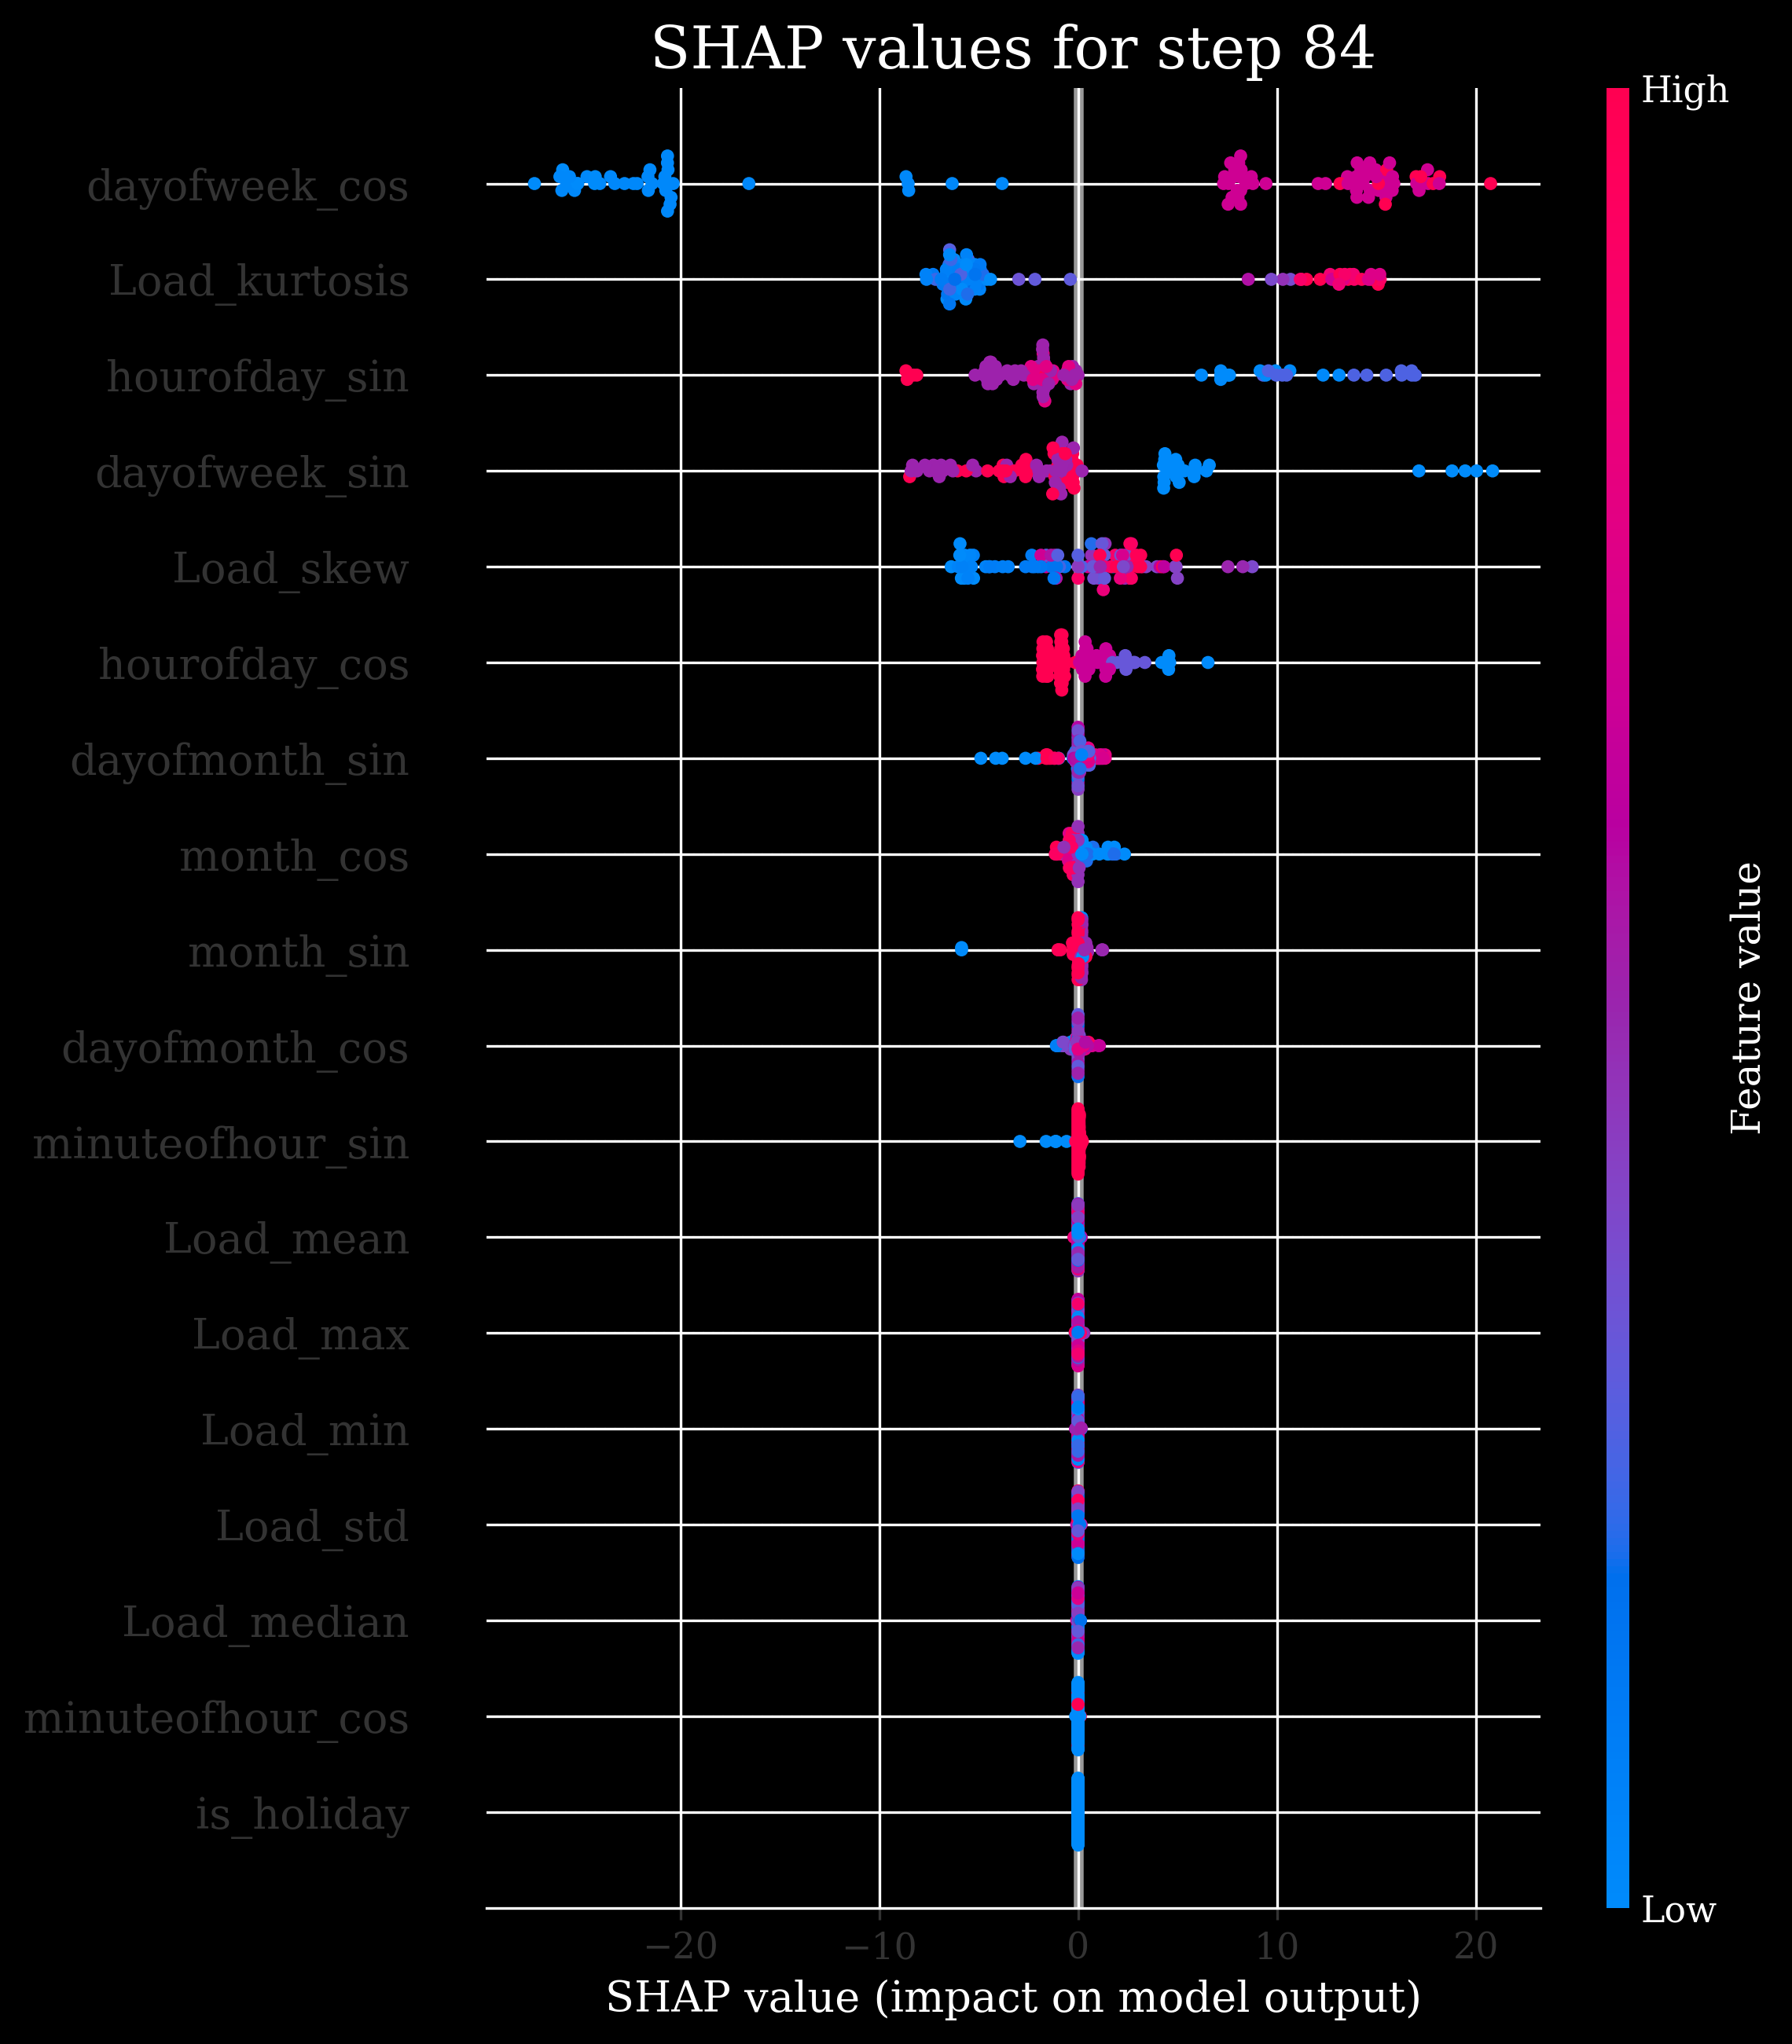 SHAP values for step 84
High
dayofweek_cos
Load_kurtosis
hourofday_sin
dayofweek_sin
Load_skew
hourofday_cos
dayofmonth_sin
month_cos
month_sin
dayofmonth_cos
minuteofhour_sin
Load_mean
Load_max
Load_min
Load_std
Load_median
minuteofhour_cos
is_holiday
Feature value
Low
−20 −10 0 10 20
SHAP value (impact on model output)